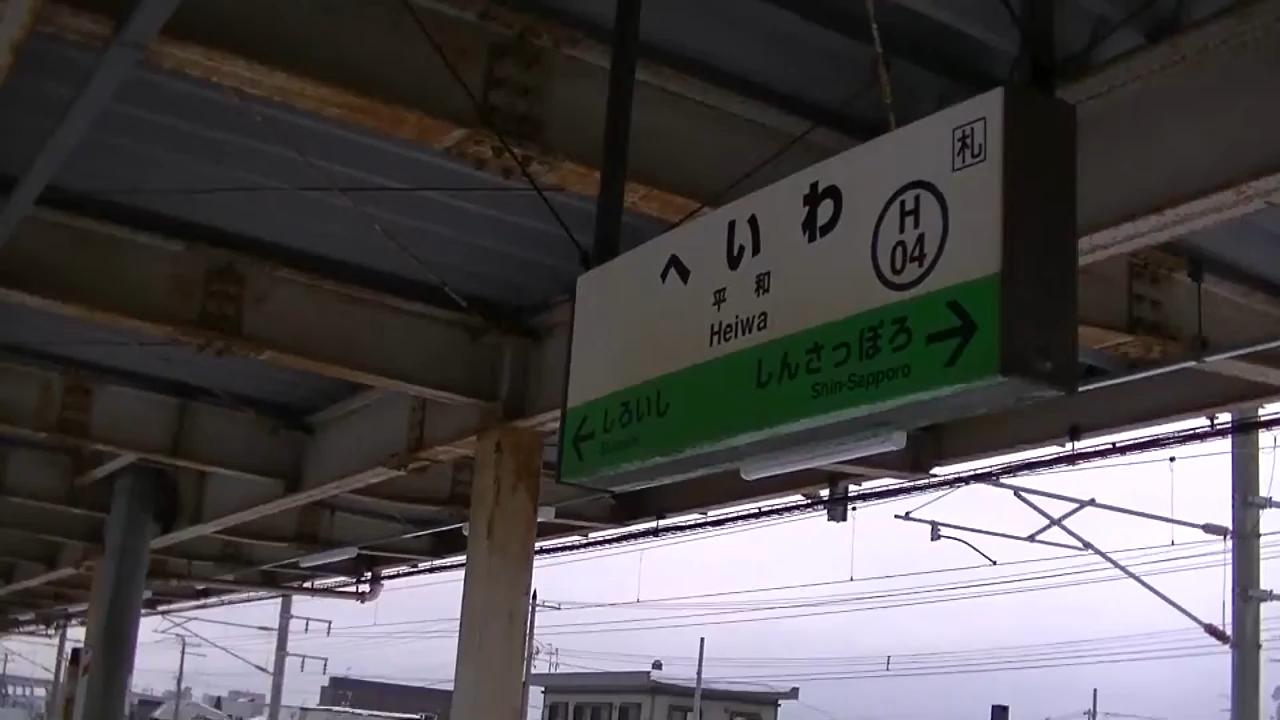 札
へいわ
H
04
平和
Heiwa
しんさっぽろ →
Shin-Sapporo
← しろいし